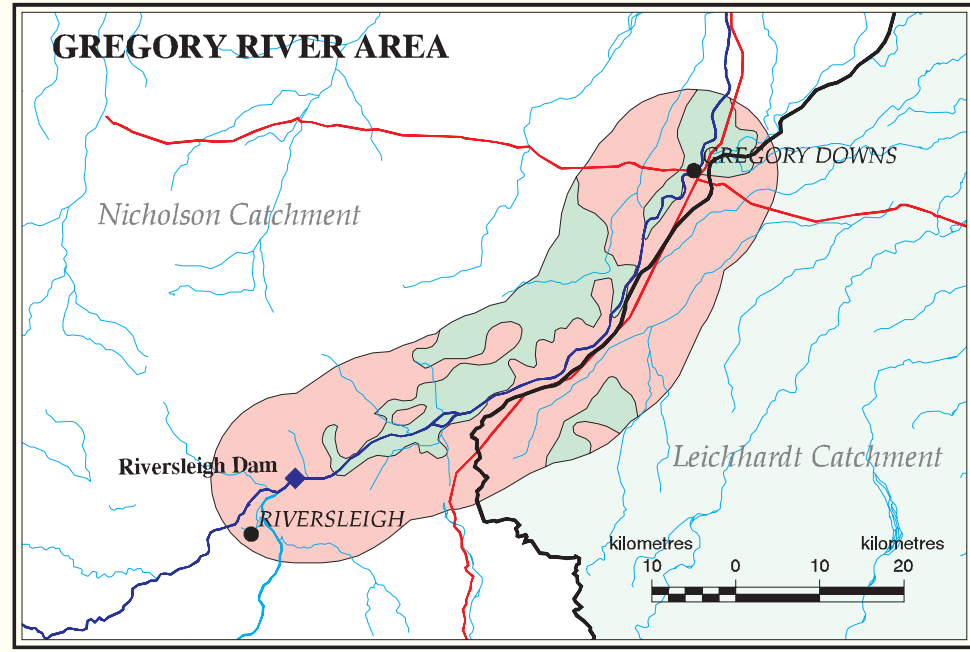 GREGORY RIVER AREA
GREGORY DOWNS
Nicholson Catchment
Riversleigh Dam
Leichhardt Catchment
RIVERSLEIGH
kilometres kilometres
10 0 10 20